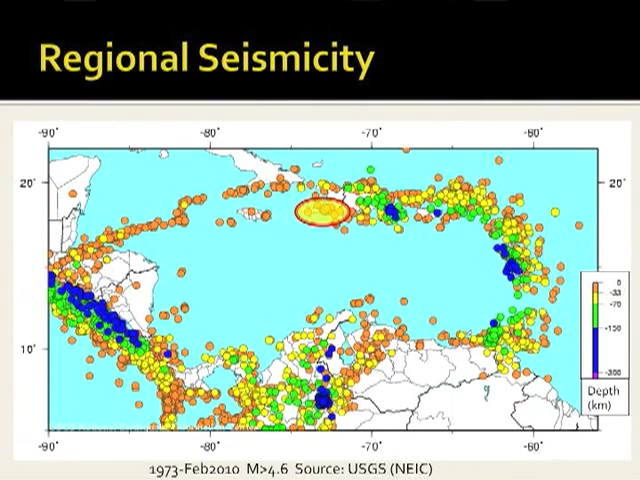 Regional Seismicity
-90° -80° -70° -60°
20° 20°
10°
0
-33
-70
-150
-300
Depth
(km)
-90° -80° -70° -60°
1973-Feb2010 M>4.6 Source: USGS (NEIC)